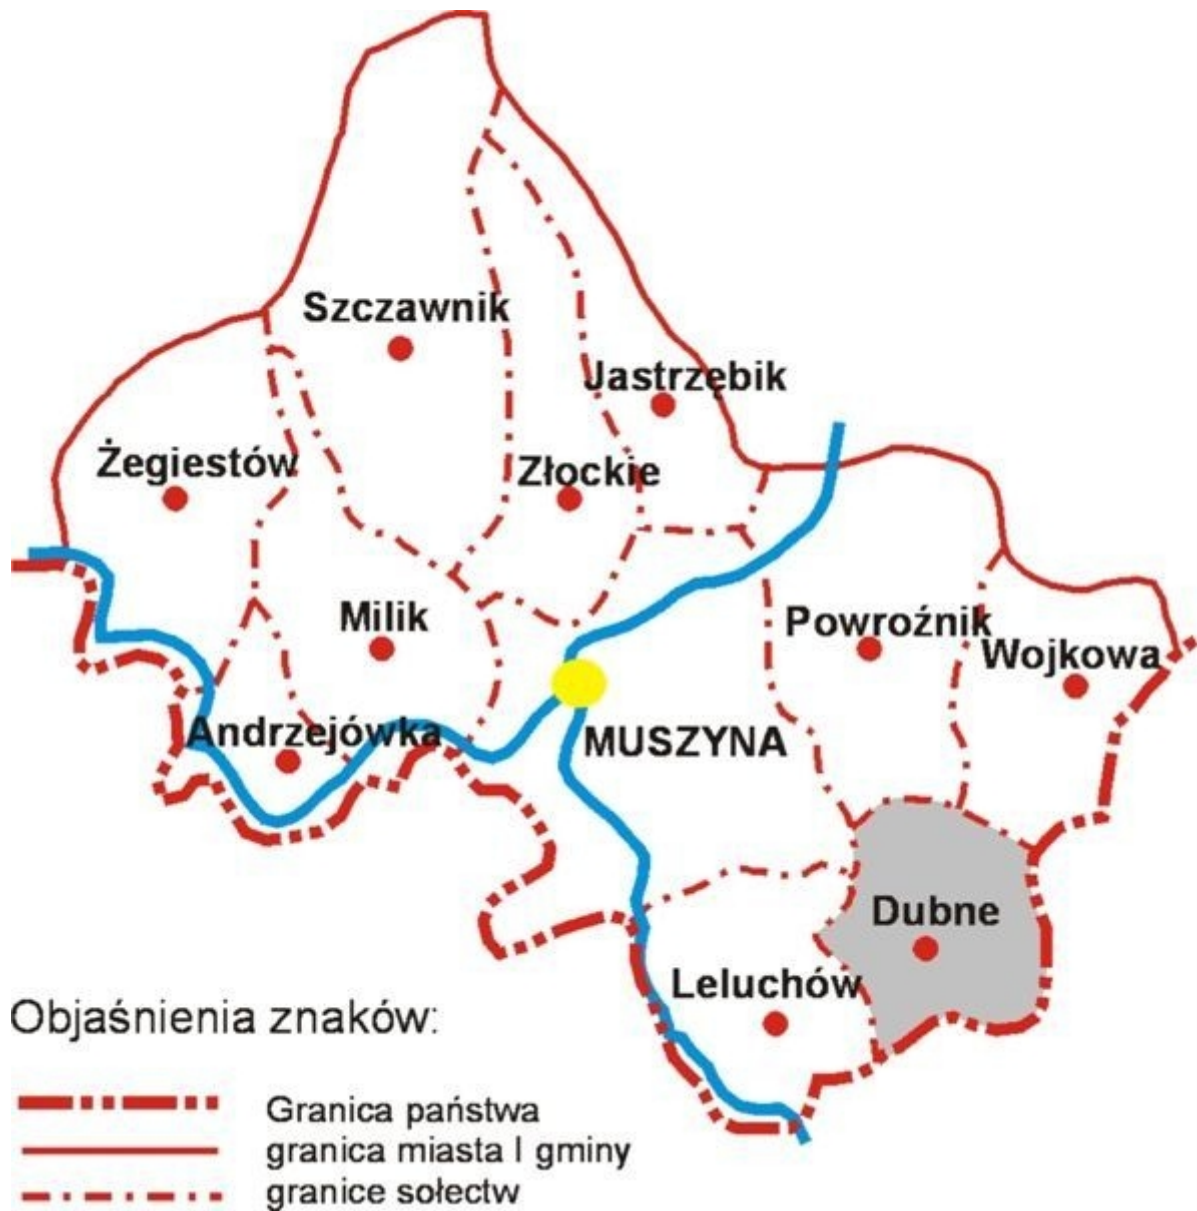 Szczawnik
Jastrzębik
Żegiestów
Złockie
Milik
Powroźnik
Wojkowa
Andrzejówka
MUSZYNA
Dubne
Leluchów
Objaśnienia znaków:
Granica państwa
granica miasta I gminy
granice sołectw